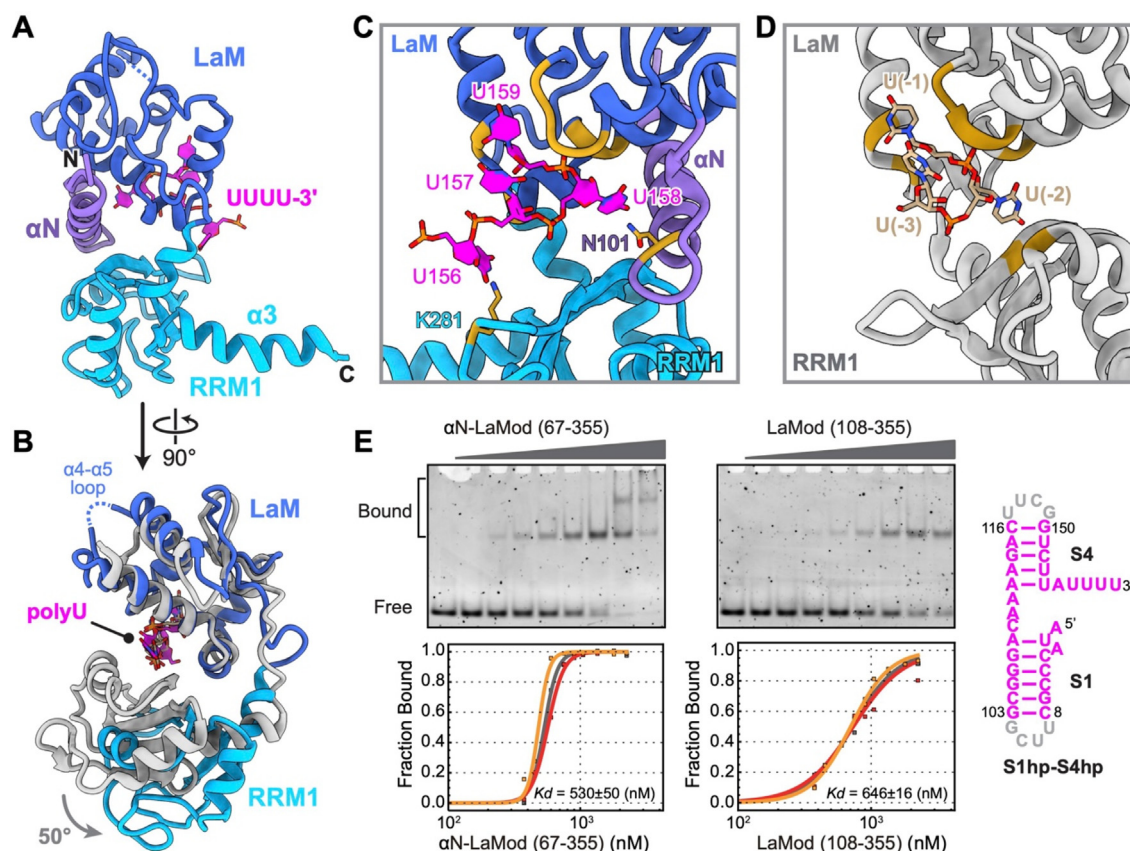 A
LaM
N
UUUU-3'
αN
α3
RRM1
C
90°
B
α4-α5
loop
LaM
polyU
RRM1
50°
C
LaM
U159
αN
U157
U158
N101
U156
K281
RRM1
D
LaM
U(-1)
U(-2)
U(-3)
RRM1
E
αN-LaMod (67-355)
LaMod (108-355)
Bound
Free
Fraction Bound
1.0
0.8
0.6
0.4
0.2
0.0
Kd = 530±50 (nM)
10² 10³
αN-LaMod (67-355) (nM)
Fraction Bound
1.0
0.8
0.6
0.4
0.2
0.0
Kd = 646±16 (nM)
10² 10³
LaMod (108-355) (nM)
U C
U G
116 C G 150
A U
G C S4
A U
A U A U U U U 3'
A
A
C A 5'
A U A
G C
G C S1
G C
C G
103 G C 8
G U
C U
S1hp-S4hp